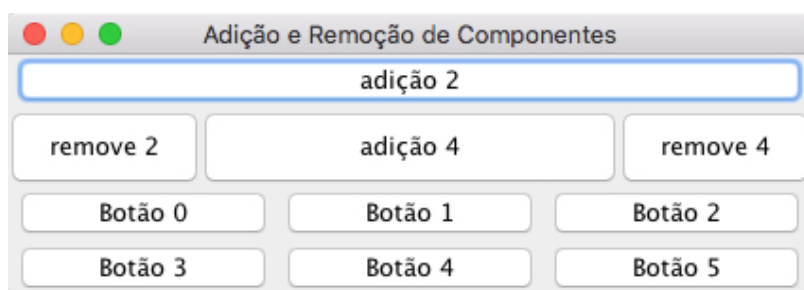 Adição e Remoção de Componentes
adição 2
remove 2 adição 4 remove 4
Botão 0 Botão 1 Botão 2
Botão 3 Botão 4 Botão 5